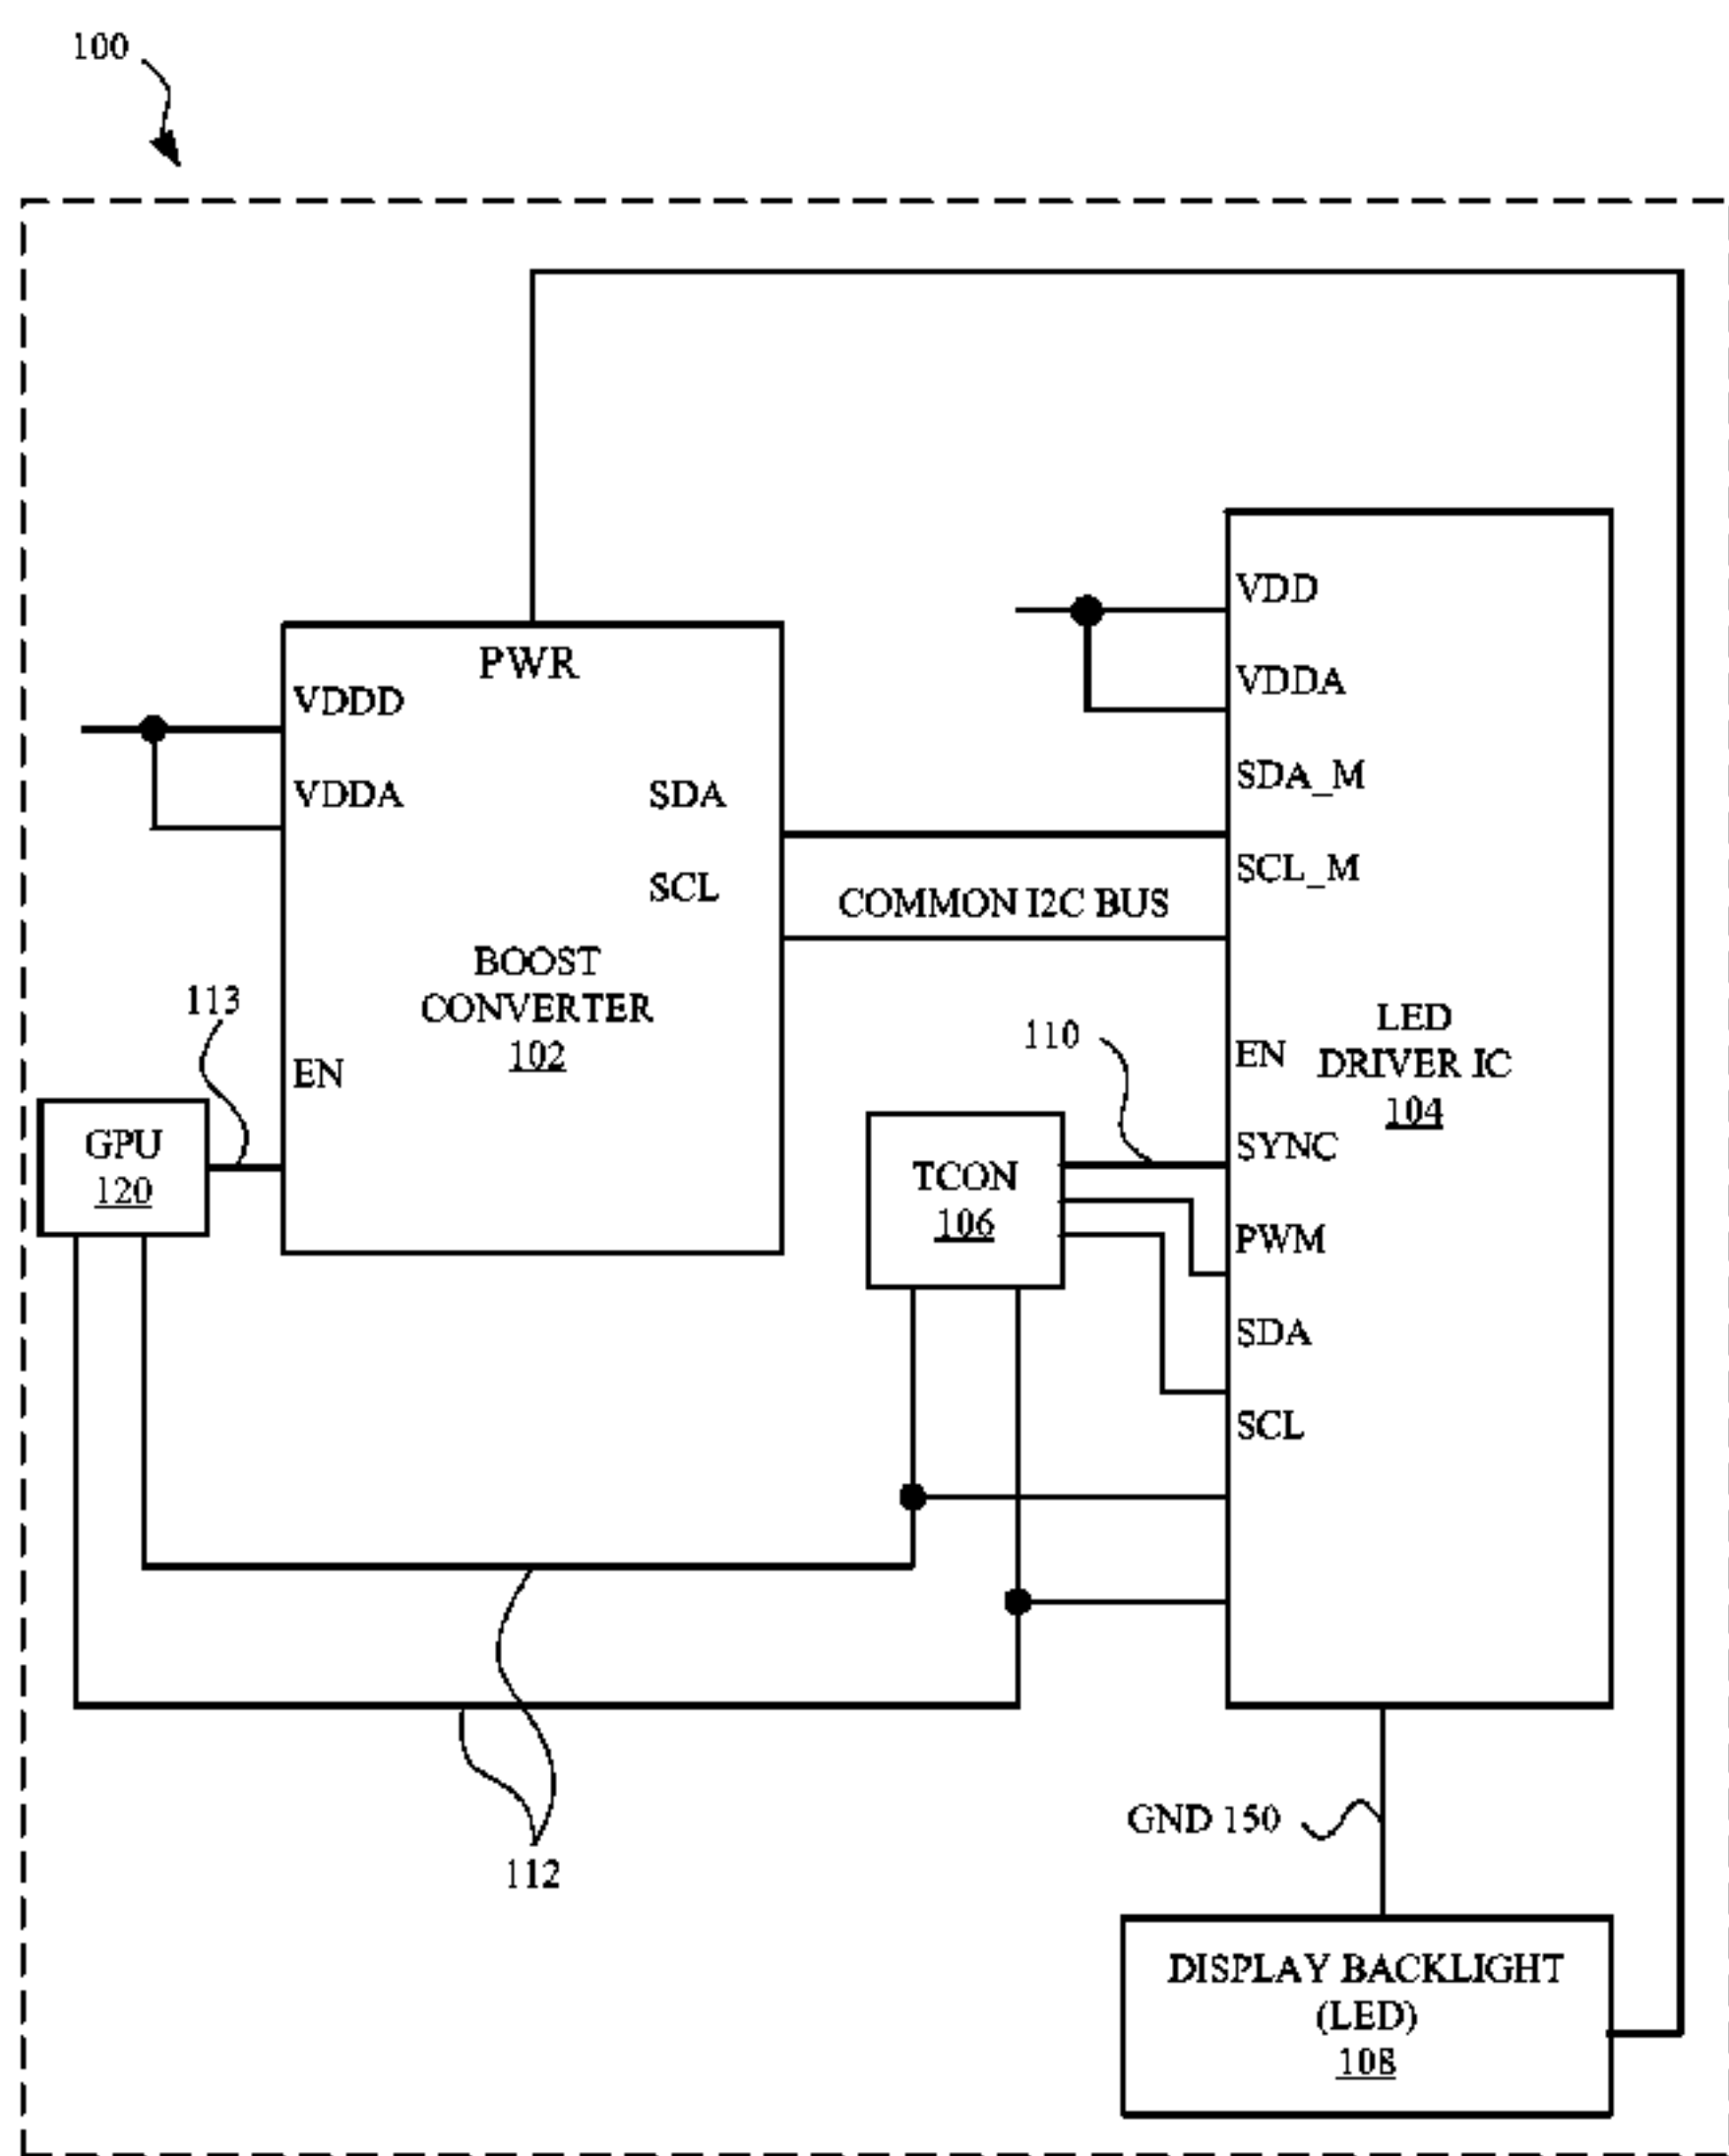 100
PWR
VDDD
VDDA
SDA
SCL
BOOST
CONVERTER
102
EN
113
GPU
120
COMMON I2C BUS
VDD
VDDA
SDA_M
SCL_M
LED
DRIVER IC
104
EN
SYNC
PWM
SDA
SCL
110
TCON
106
112
GND 150
DISPLAY BACKLIGHT
(LED)
108